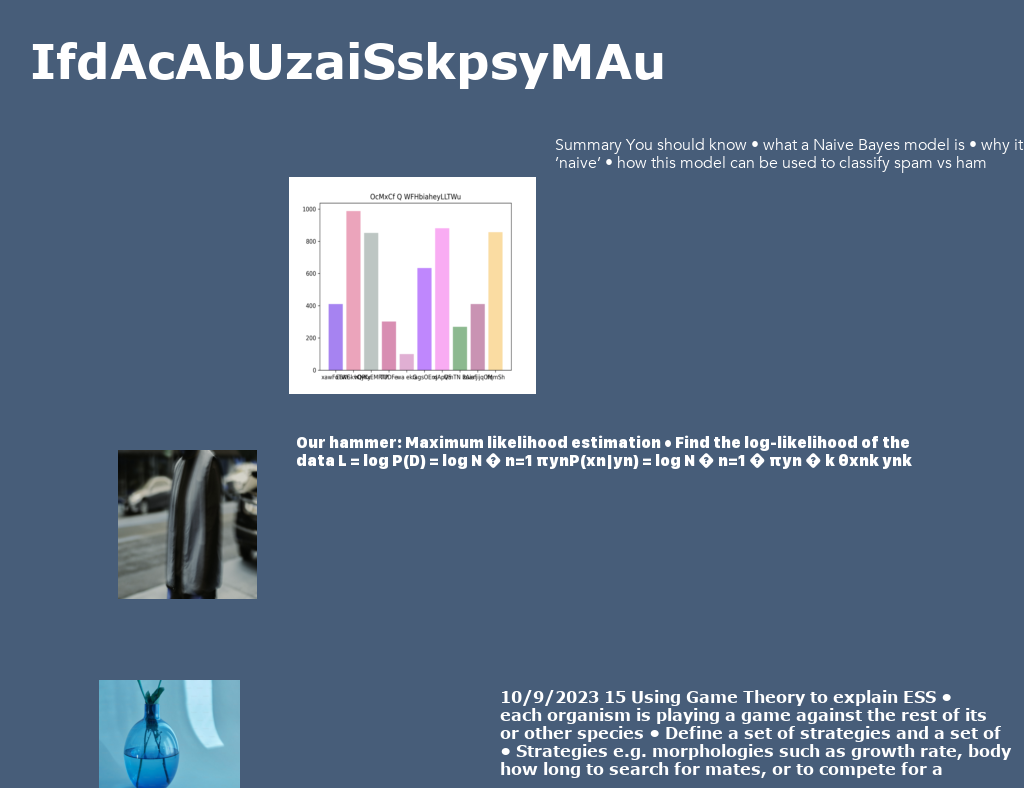 IfdAcAbUzaiSskpsyMAu
Summary You should know • what a Naive Bayes model is • why it
‘naive’ • how this model can be used to classify spam vs ham
OcMxCf Q WFHbiaheyLLTWu
1000
800
600
400
200
0
Our hammer: Maximum likelihood estimation • Find the log-likelihood of the
data L = log P(D) = log N � n=1 πynP(xn|yn) = log N � n=1 � πyn � k θxnk ynk
10/9/2023 15 Using Game Theory to explain ESS •
each organism is playing a game against the rest of its
or other species • Define a set of strategies and a set of
• Strategies e.g. morphologies such as growth rate, body
how long to search for mates, or to compete for a